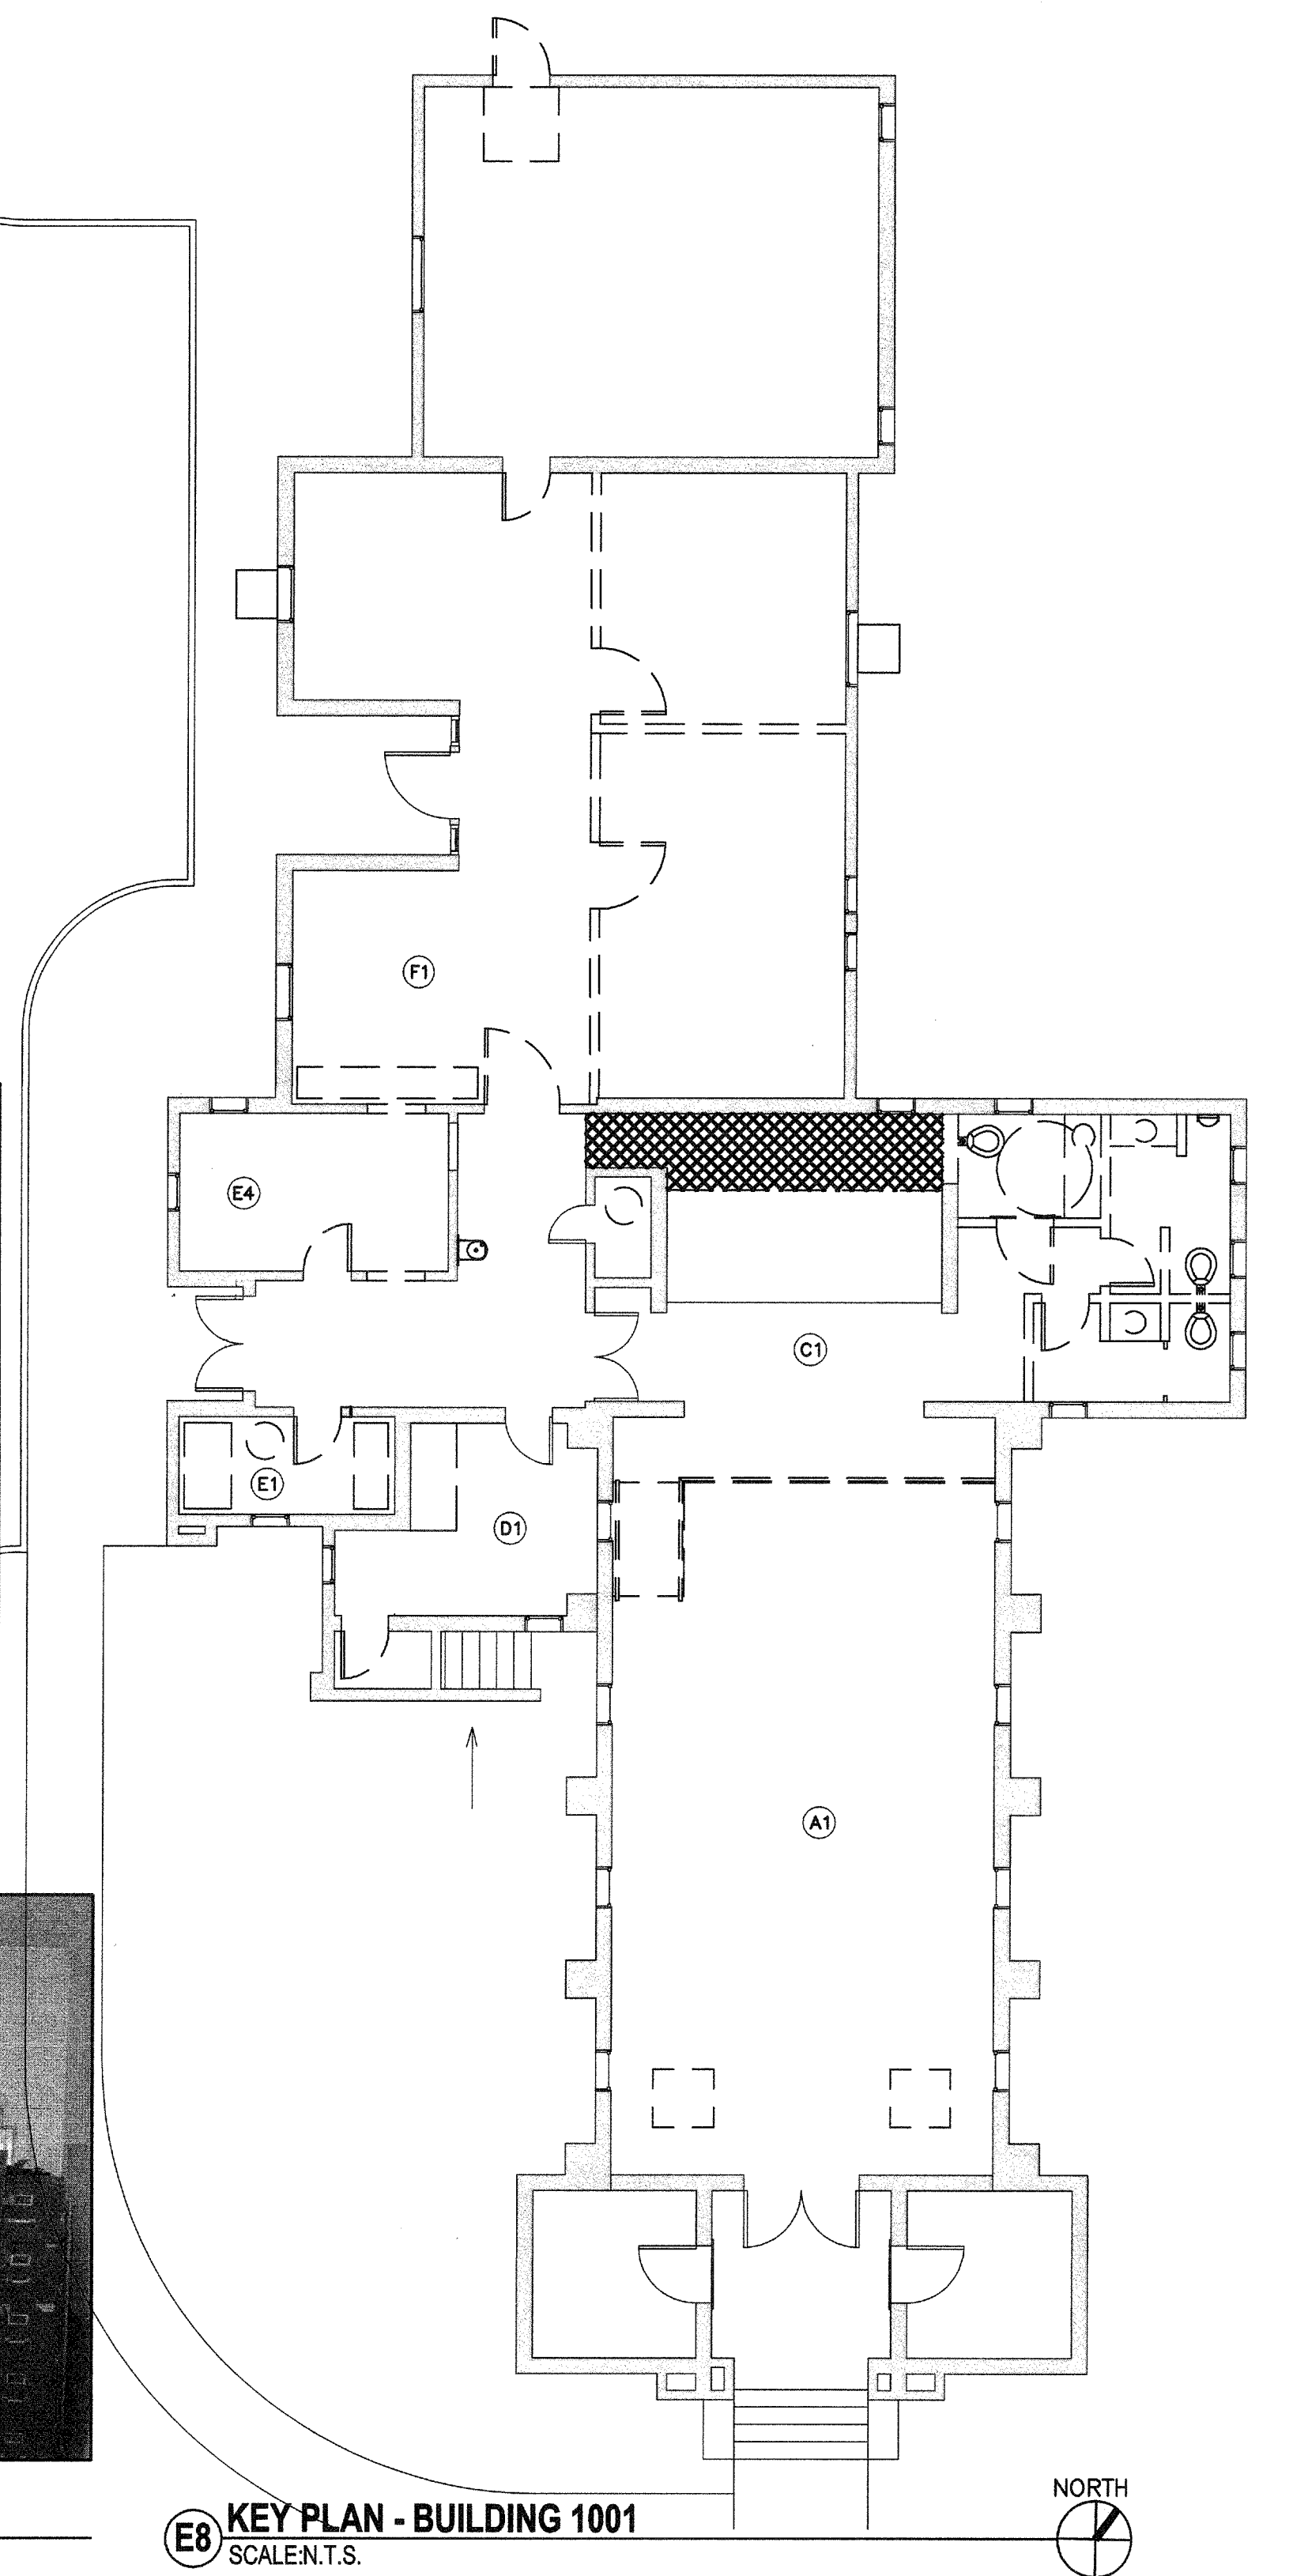 F1
E4
C1
E1
D1
A1
NORTH
E8
KEY PLAN - BUILDING 1001
SCALE:N.T.S.